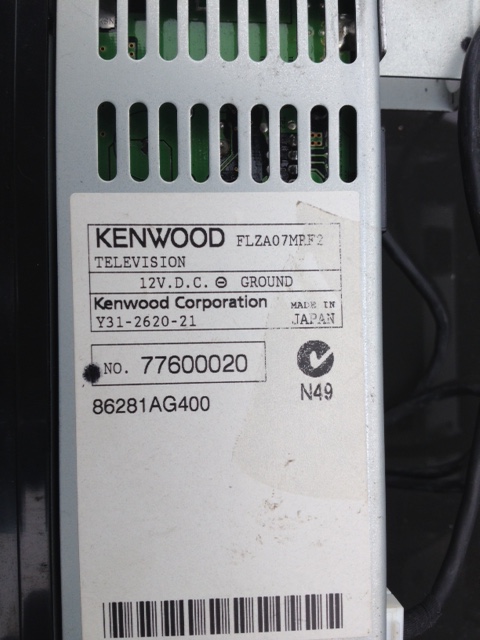 KENWOOD FLZA07MRF2
TELEVISION
12V.D.C. ⊖ GROUND
Kenwood Corporation
Y31-2620-21
MADE IN
JAPAN
NO. 77600020
N49
86281AG400